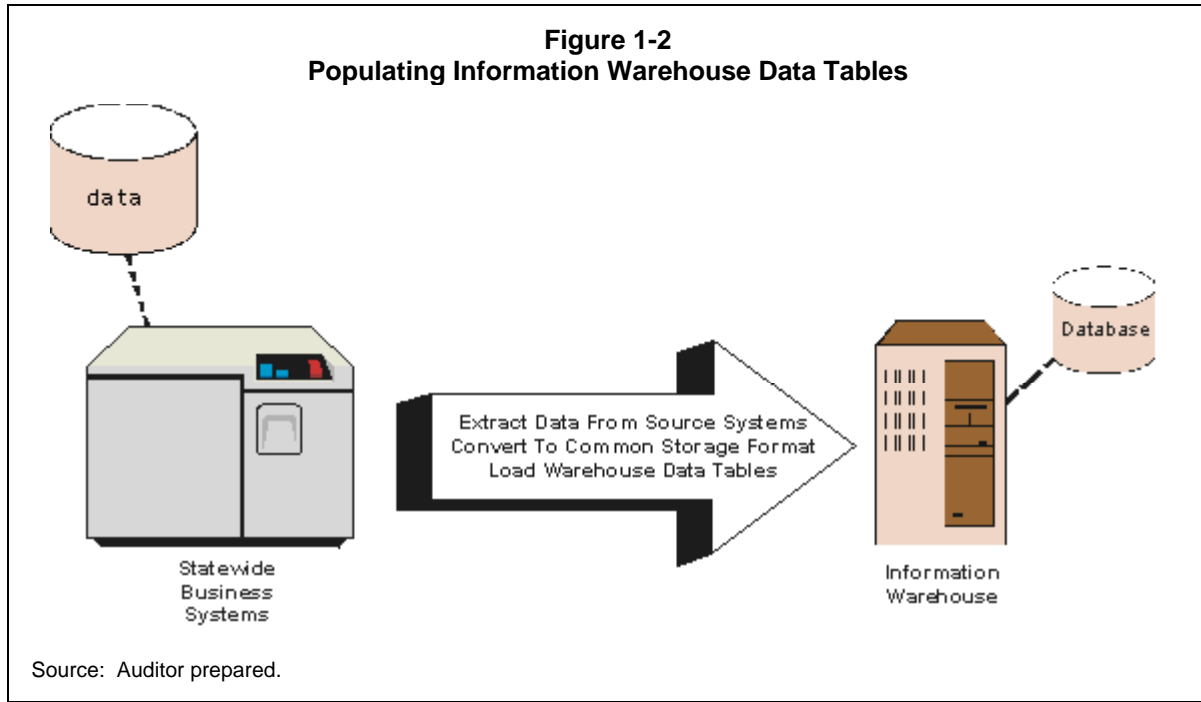 Figure 1-2
Populating Information Warehouse Data Tables
data
Database
Extract Data From Source Systems
Convert To Common Storage Format
Load Warehouse Data Tables
Statewide
Business
Systems
Information
Warehouse
Source: Auditor prepared.